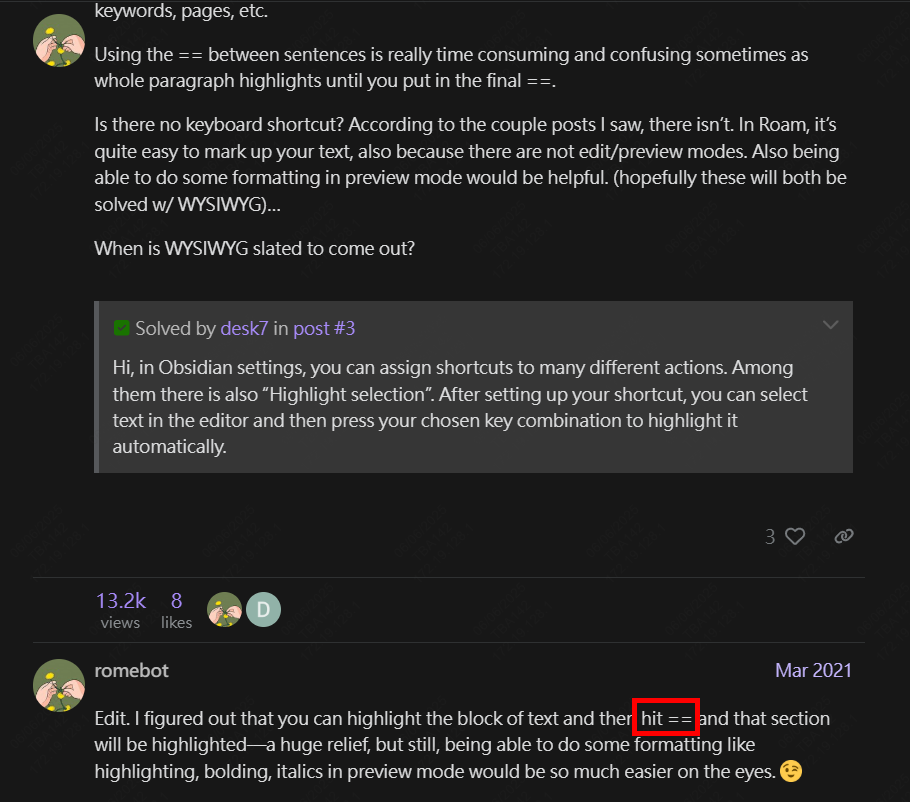 keywords, pages, etc.
Using the == between sentences is really time consuming and confusing sometimes as
whole paragraph highlights until you put in the final ==.
Is there no keyboard shortcut? According to the couple posts I saw, there isn’t. In Roam, it’s
quite easy to mark up your text, also because there are not edit/preview modes. Also being
able to do some formatting in preview mode would be helpful. (hopefully these will both be
solved w/ WYSIWYG)…
When is WYSIWYG slated to come out?
Solved by desk7 in post #3
Hi, in Obsidian settings, you can assign shortcuts to many different actions. Among
them there is also “Highlight selection”. After setting up your shortcut, you can select
text in the editor and then press your chosen key combination to highlight it
automatically.
3
13.2k 8 D
views likes
romebot Mar 2021
Edit. I figured out that you can highlight the block of text and then hit == and that section
will be highlighted—a huge relief, but still, being able to do some formatting like
highlighting, bolding, italics in preview mode would be so much easier on the eyes. 😉